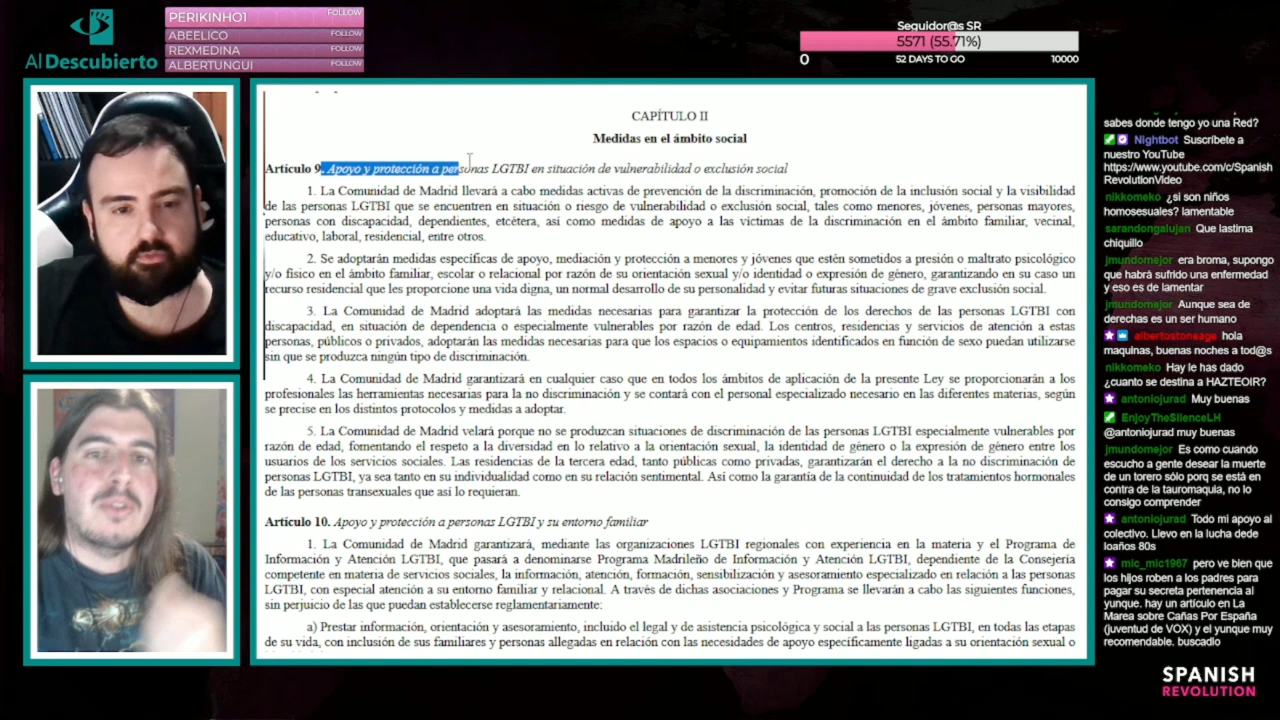 Al Descubierto
PERIKINHO1 FOLLOW
ABEELICO FOLLOW
REXMEDINA FOLLOW
ALBERTUNGUI FOLLOW
Seguidor@s SR
5571 (55.71%)
0 52 DAYS TO GO 10000
CAPÍTULO II
Medidas en el ámbito social
Artículo 9. Apoyo y protección a personas LGTBI en situación de vulnerabilidad o exclusión social
1. La Comunidad de Madrid llevará a cabo medidas activas de prevención de la discriminación, promoción de la inclusión social y la visibilidad
de las personas LGTBI que se encuentren en situación o riesgo de vulnerabilidad o exclusión social, tales como menores, jóvenes, personas mayores,
personas con discapacidad, dependientes, etcétera, así como medidas de apoyo a las víctimas de la discriminación en el ámbito familiar, vecinal,
educativo, laboral, residencial, entre otros.
2. Se adoptarán medidas específicas de apoyo, mediación y protección a menores y jóvenes que estén sometidos a presión o maltrato psicológico
y/o físico en el ámbito familiar, escolar o relacional por razón de su orientación sexual y/o identidad o expresión de género, garantizando en su caso un
recurso residencial que les proporcione una vida digna, un normal desarrollo de su personalidad y evitar futuras situaciones de grave exclusión social.
3. La Comunidad de Madrid adoptará las medidas necesarias para garantizar la protección de los derechos de las personas LGTBI con
discapacidad, en situación de dependencia o especialmente vulnerables por razón de edad. Los centros, residencias y servicios de atención a estas
personas, públicos o privados, adoptarán las medidas necesarias para que los espacios o equipamientos identificados en función de sexo puedan utilizarse
sin que se produzca ningún tipo de discriminación.
4. La Comunidad de Madrid garantizará en cualquier caso que en todos los ámbitos de aplicación de la presente Ley se proporcionarán a los
profesionales las herramientas necesarias para la no discriminación y se contará con el personal especializado necesario en las diferentes materias, según
se precise en los distintos protocolos y medidas a adoptar.
5. La Comunidad de Madrid velará porque no se produzcan situaciones de discriminación de las personas LGTBI especialmente vulnerables por
razón de edad, fomentando el respeto a la diversidad en lo relativo a la orientación sexual, la identidad de género o la expresión de género entre los
usuarios de los servicios sociales. Las residencias de la tercera edad, tanto públicas como privadas, garantizarán el derecho a la no discriminación de
personas LGTBI, ya sea tanto en su individualidad como en su relación sentimental. Así como la garantía de la continuidad de los tratamientos hormonales
de las personas transexuales que así lo requieran.
Artículo 10. Apoyo y protección a personas LGTBI y su entorno familiar
1. La Comunidad de Madrid garantizará, mediante las organizaciones LGTBI regionales con experiencia en la materia y el Programa de
Información y Atención LGTBI, que pasará a denominarse Programa Madrileño de Información y Atención LGTBI, dependiente de la Consejería
competente en materia de servicios sociales, la información, atención, formación, sensibilización y asesoramiento especializado en relación a las personas
LGTBI, con especial atención a su entorno familiar y relacional. A través de dichas asociaciones y Programa se llevarán a cabo las siguientes funciones,
sin perjuicio de las que puedan establecerse reglamentariamente:
a) Prestar información, orientación y asesoramiento, incluido el legal y de asistencia psicológica y social a las personas LGTBI, en todas las etapas
de su vida, con inclusión de sus familiares y personas allegadas en relación con las necesidades de apoyo específicamente ligadas a su orientación sexual o
sabes donde tengo yo una Red?
Nightbot Suscríbete a
nuestro YouTube
https://www.youtube.com/c/Spanish
RevolutionVideo
nikkomeko ¿si son niños
homosesuales? lamentable
sarandongalujan Que lastima
chiquillo
jmundomejor era broma, supongo
que habrá sufrido una enfermedad
y eso es de lamentar
jmundomejor Aunque sea de
derechas es un ser humano
albertostoneage hola
maquinas, buenas noches a tod@s
nikkomeko Hay le has dado
¿cuanto se destina a HAZTEOIR?
antoniojurad Muy buenas
EnjoyTheSilenceLH
@antoniojurad muy buenas
jmundomejor Es como cuando
escucho a gente desear la muerte
de un torero sólo porq se está en
contra de la tauromaquia, no lo
consigo comprender
antoniojurad Todo mi apoyo al
colectivo. Llevo en la lucha dede
loaños 80s
mic_mic1967 pero ve bien que
los hijos roben a los padres para
pagar su secreta pertenencia al
yunque. hay un artículo en La
Marea sobre Cañas Por España
(juventud de VOX) y el yunque muy
recomendable. buscadlo
SPANISH
REVOLUTION